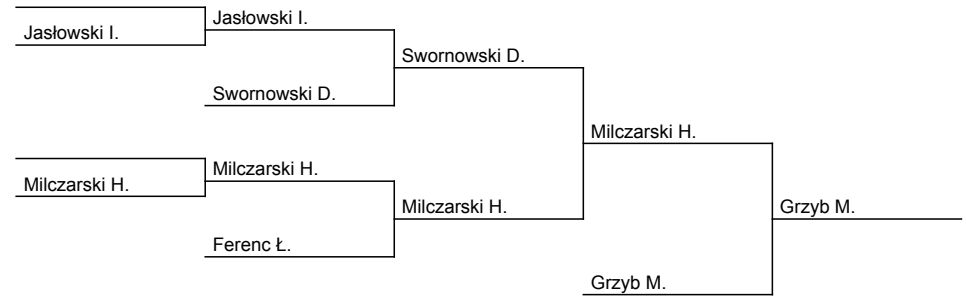 Jasłowski I.
Jasłowski I.
Swornowski D.
Swornowski D.
Milczarski H.
Milczarski H.
Milczarski H.
Milczarski H.
Grzyb M.
Ferenc Ł.
Grzyb M.